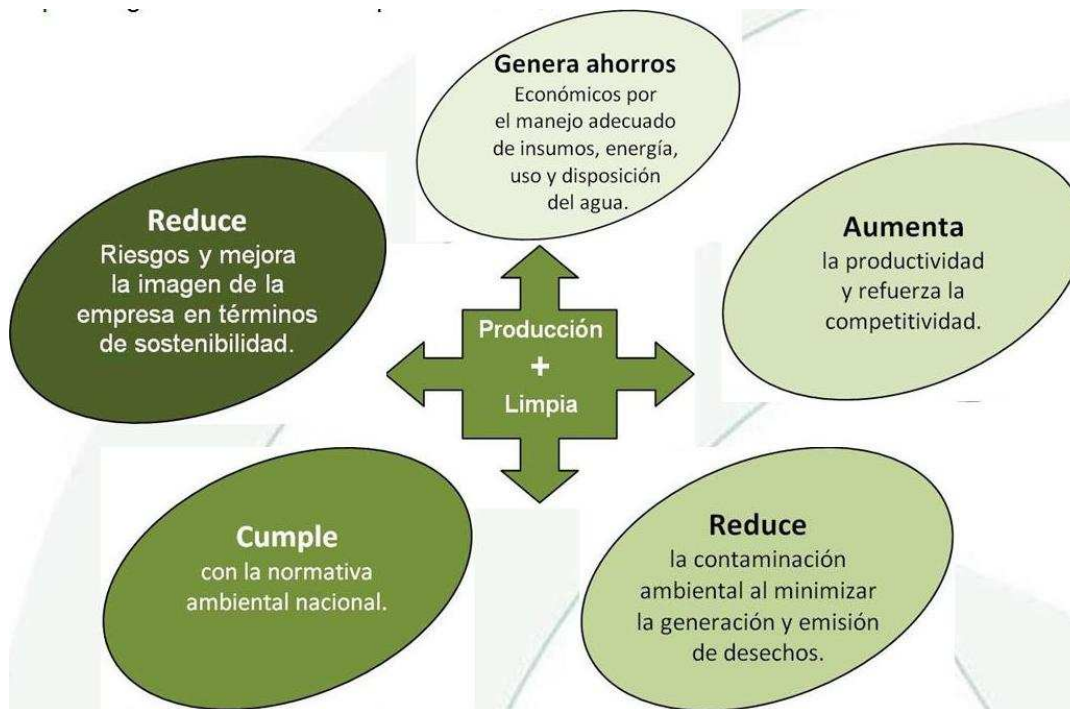 Genera ahorros
Económicos por
el manejo adecuado
de insumos, energía,
uso y disposición
del agua.
Reduce
Riesgos y mejora
la imagen de la
empresa en términos
de sostenibilidad.
Aumenta
la productividad
y refuerza la
competitividad.
Producción
+
Limpia
Cumple
con la normativa
ambiental nacional.
Reduce
la contaminación
ambiental al minimizar
la generación y emisión
de desechos.